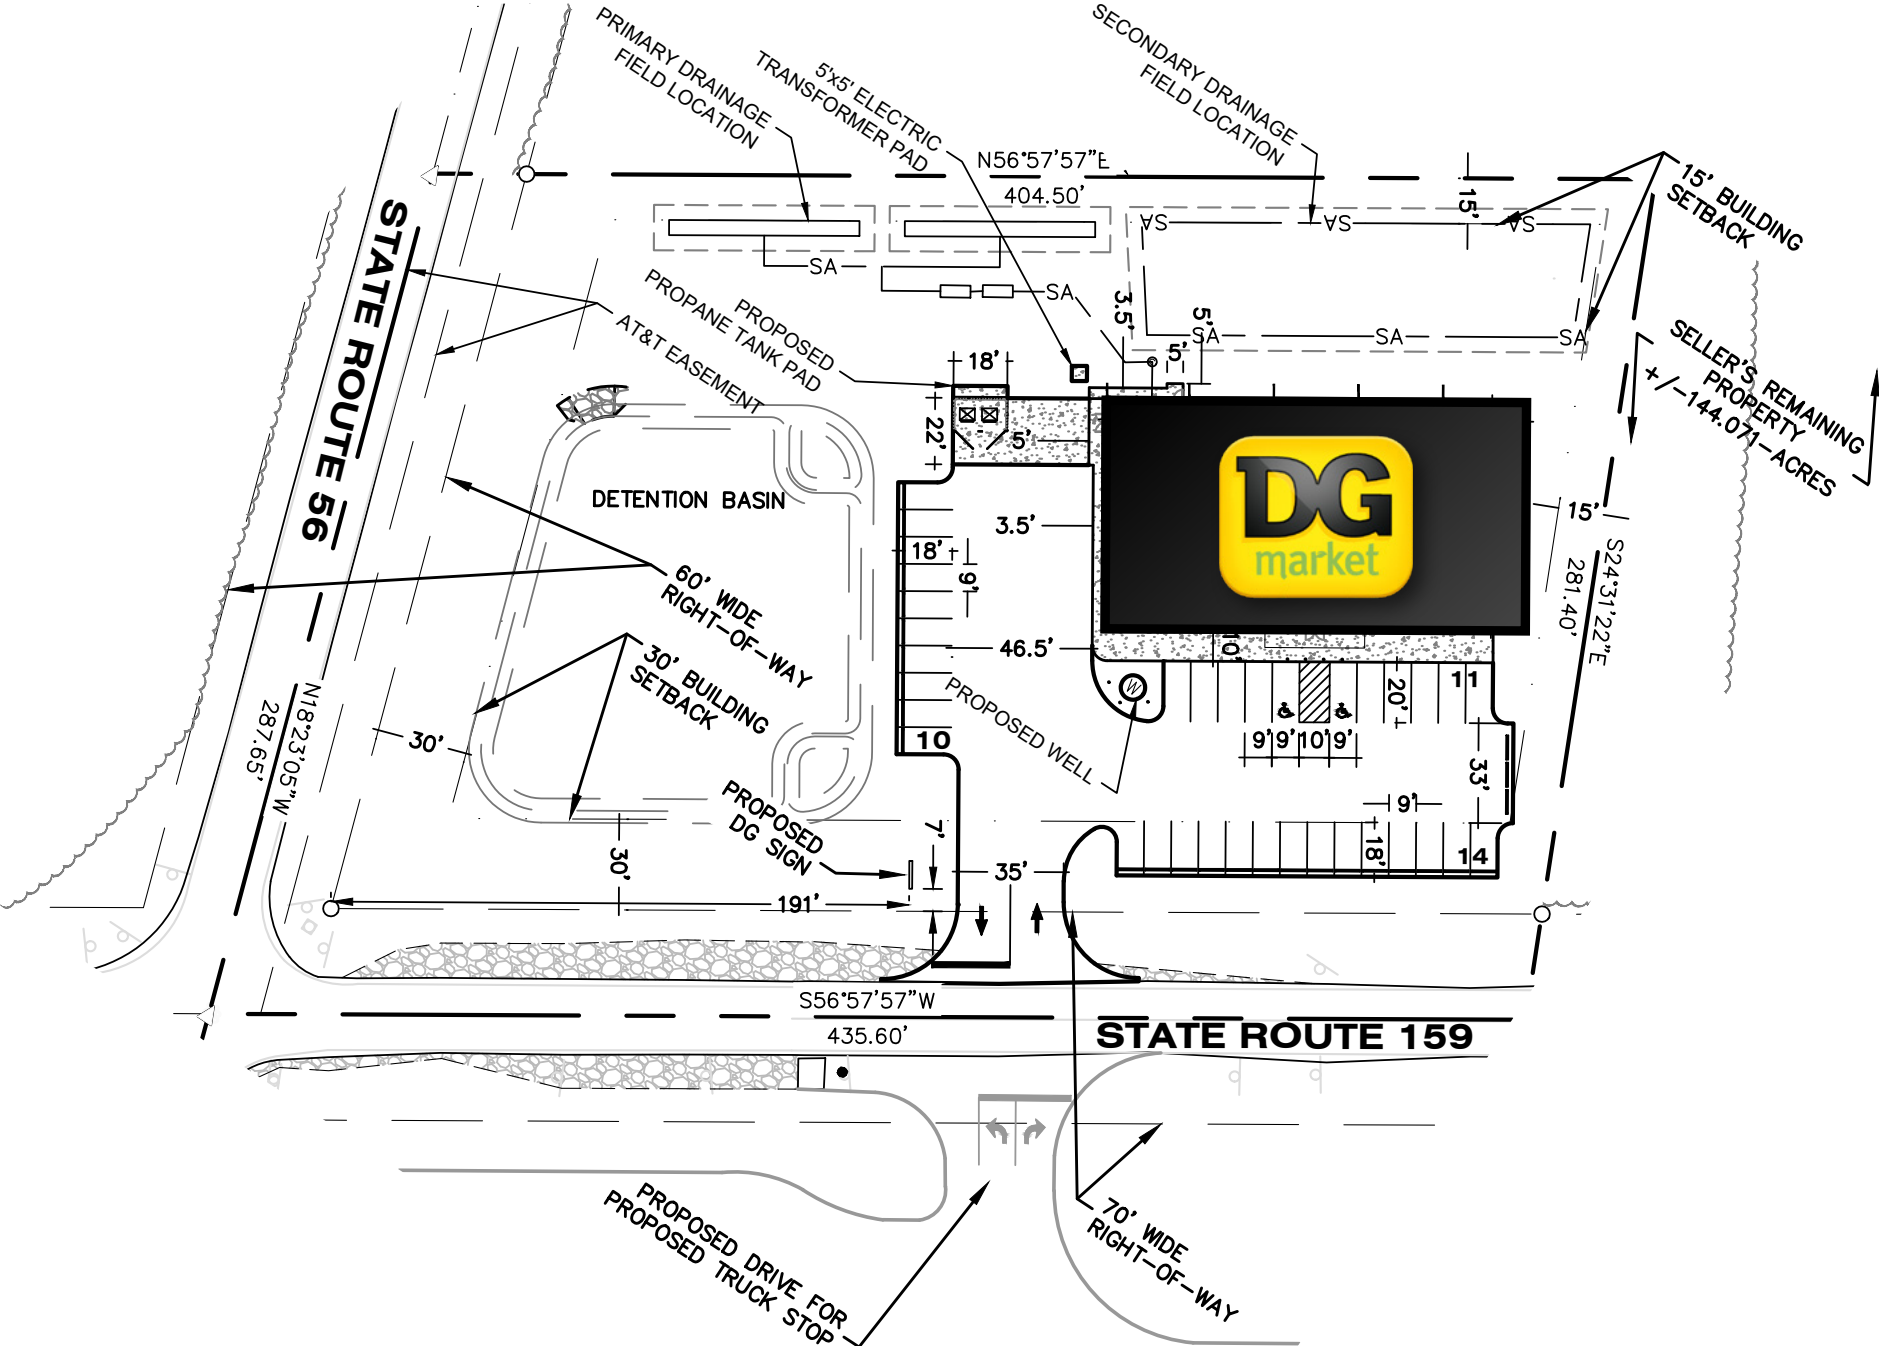 PRIMARY DRAINAGE
FIELD LOCATION
5'x5' ELECTRIC
TRANSFORMER PAD
SECONDARY DRAINAGE
FIELD LOCATION
N56°57'57"E
404.50'
15'
15' BUILDING
SETBACK
SA
SA
SA
SA
SA
SA
SA
SA
STATE ROUTE 56
AT&T EASEMENT
PROPOSED
PROPANE TANK PAD
3.5'
5'
5'
18'
22'
5'
SELLER'S REMAINING
PROPERTY
+/-144.071-ACRES
DETENTION BASIN
DG
market
3.5'
15'
18'
9'
S24°31'22"E
281.40'
60' WIDE
RIGHT-OF-WAY
30' BUILDING
SETBACK
46.5'
10'
PROPOSED WELL
W
20'
11
N18°23'05"W
287.65'
30'
10
9'
9'
10'
9'
33'
9'
PROPOSED
DG SIGN
7'
30'
35'
18'
14
191'
S56°57'57"W
435.60'
STATE ROUTE 159
PROPOSED DRIVE FOR
PROPOSED TRUCK STOP
70' WIDE
RIGHT-OF-WAY